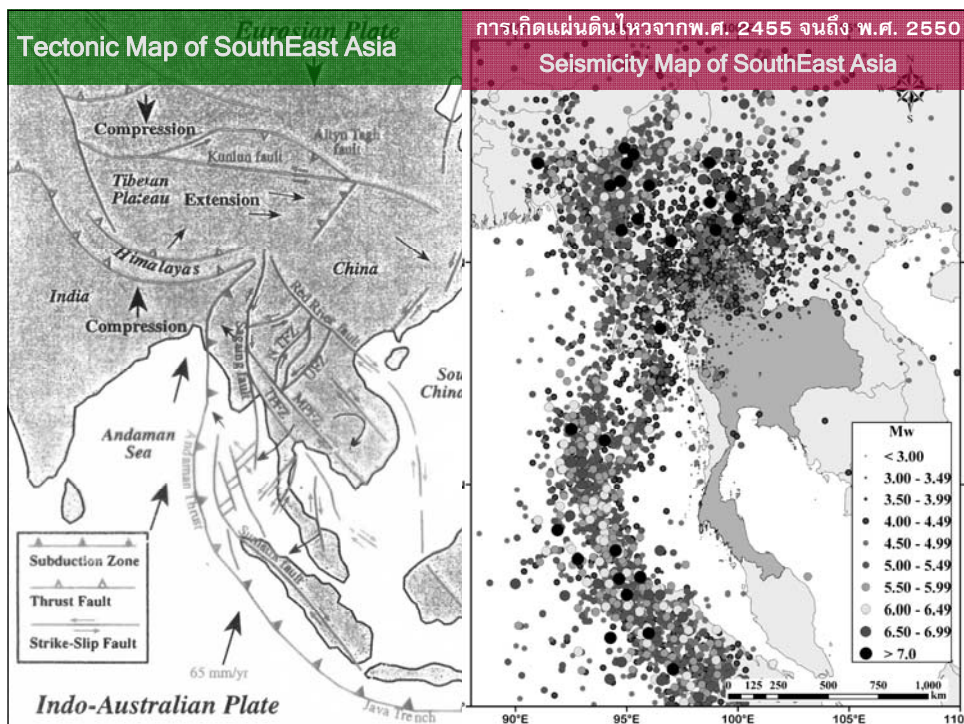 Eurasian Plate
Tectonic Map of SouthEast Asia
Compression
Altyn Tagh
fault
Kunlun fault
Tibetan
Plateau
Extension
Himalayas
China
India
Compression
Red River fault
Sagaing fault
Andaman
Sea
Andaman Thrust
Sumatra fault
Sou
China
Subduction Zone
Thrust Fault
Strike-Slip Fault
65 mm/yr
Indo-Australian Plate
Java Trench
การเกิดแผ่นดินไหวจากพ.ศ. 2455 จนถึง พ.ศ. 2550
Seismicity Map of SouthEast Asia
N
W
E
S
Mw
< 3.00
3.00 - 3.49
3.50 - 3.99
4.00 - 4.49
4.50 - 4.99
5.00 - 5.49
5.50 - 5.99
6.00 - 6.49
6.50 - 6.99
> 7.0
0 125 250 500 750 1,000
km
90°E 95°E 100°E 105°E 110